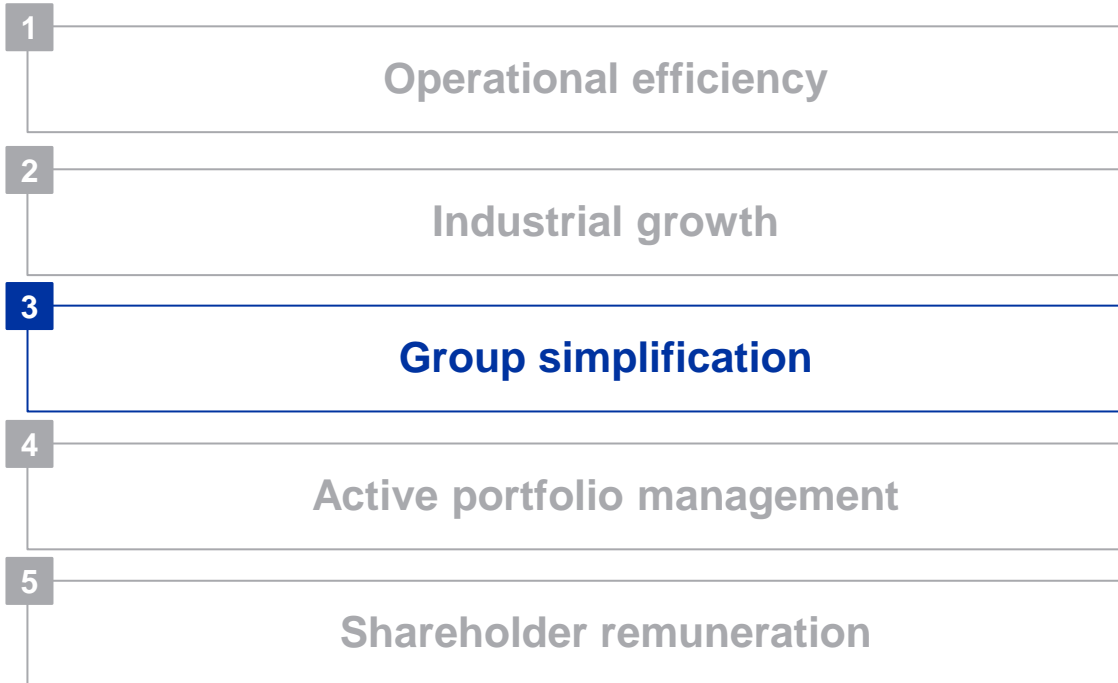 1
Operational efficiency
2
Industrial growth
3
Group simplification
4
Active portfolio management
5
Shareholder remuneration